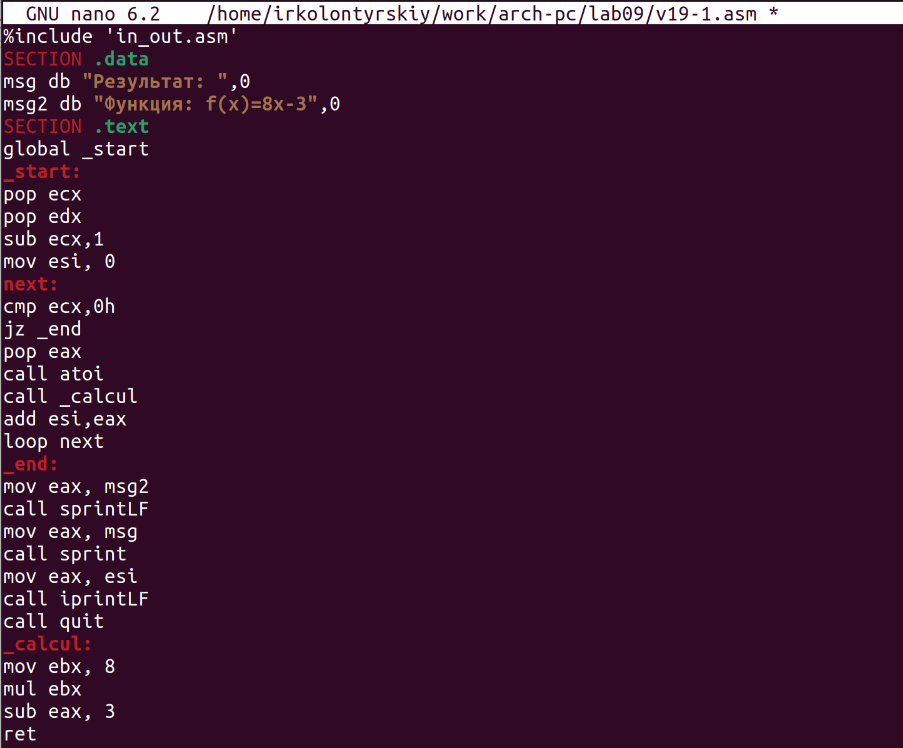 GNU nano 6.2 /home/irkolontyrskiy/work/arch-pc/lab09/v19-1.asm *
%include 'in_out.asm'
SECTION .data
msg db "Результат: ",0
msg2 db "Функция: f(x)=8x-3",0
SECTION .text
global _start
_start:
pop ecx
pop edx
sub ecx,1
mov esi, 0
next:
cmp ecx,0h
jz _end
pop eax
call atoi
call _calcul
add esi,eax
loop next
_end:
mov eax, msg2
call sprintLF
mov eax, msg
call sprint
mov eax, esi
call iprintLF
call quit
_calcul:
mov ebx, 8
mul ebx
sub eax, 3
ret